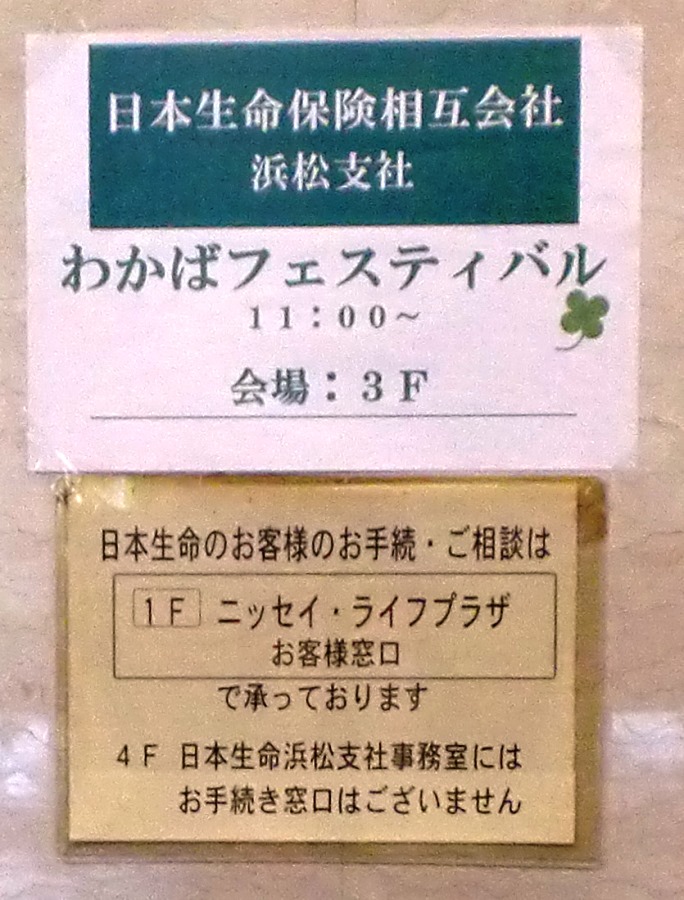 日本生命保険相互会社
浜松支社
わかばフェスティバル
11：00～
会場：3F
日本生命のお客様のお手続・ご相談は
1F ニッセイ・ライフプラザ
お客様窓口
で承っております
4F 日本生命浜松支社事務室には
お手続き窓口はございません